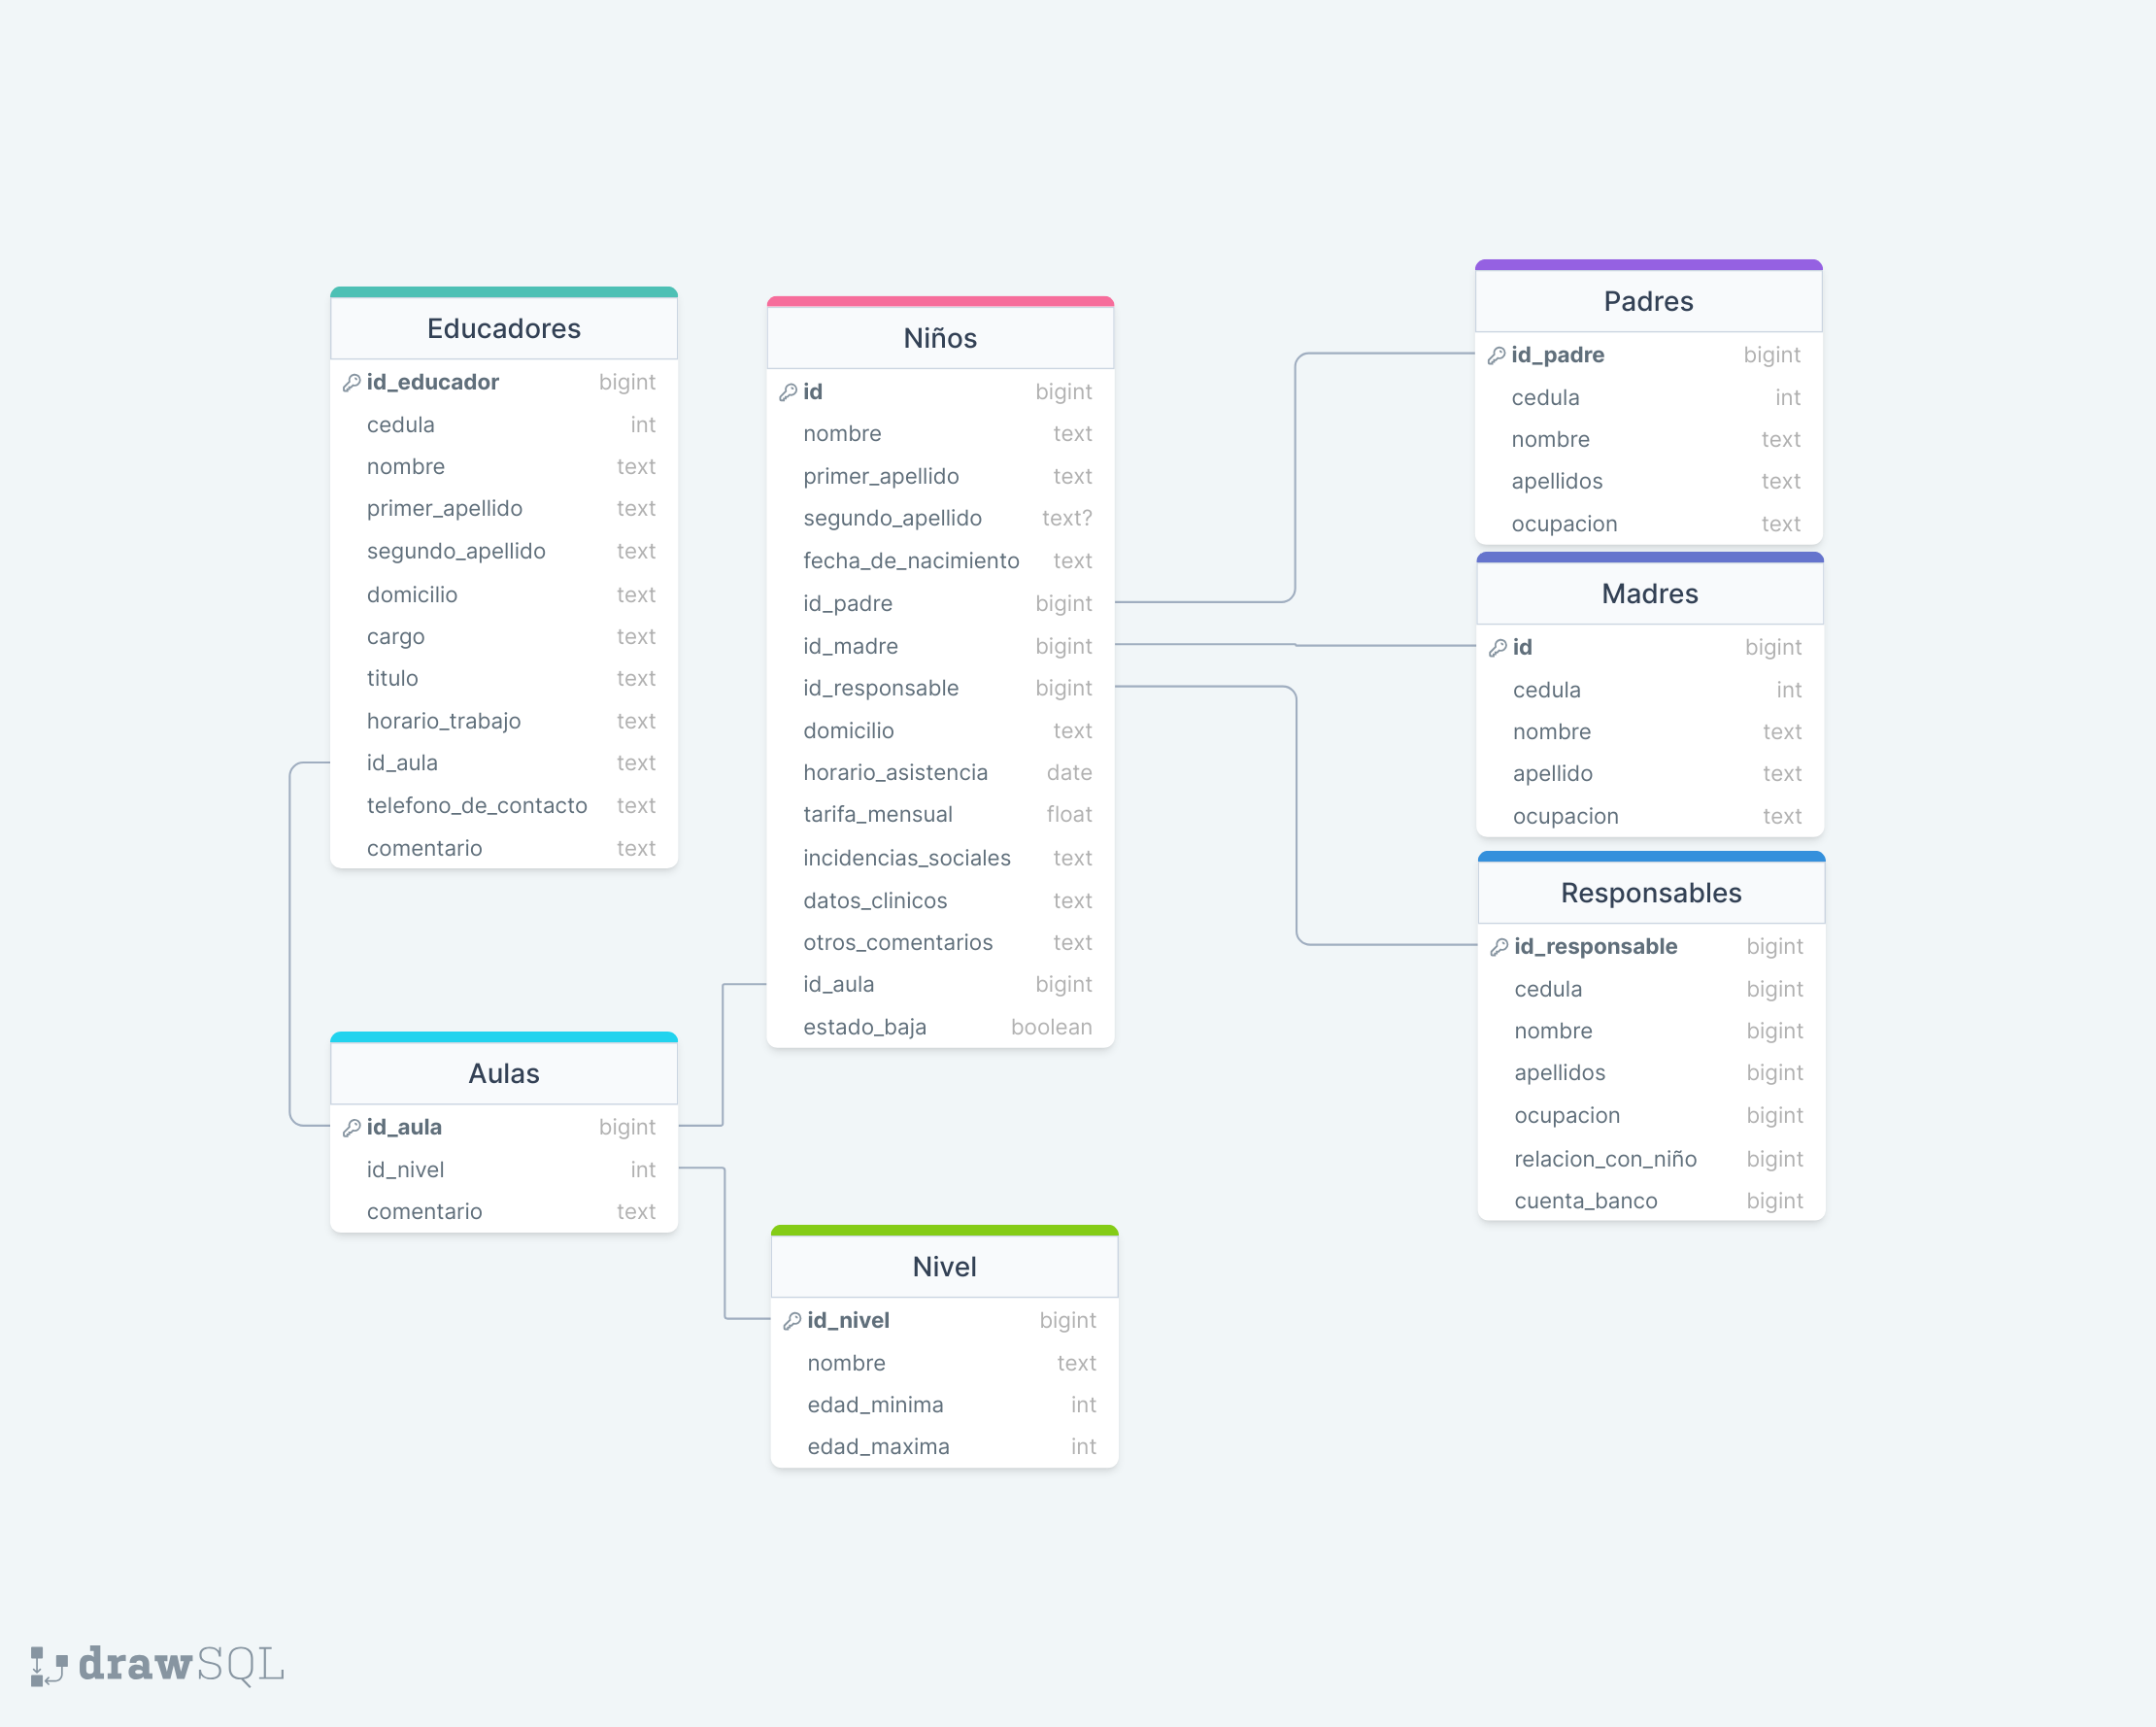 Educadores
id_educador bigint
cedula int
nombre text
primer_apellido text
segundo_apellido text
domicilio text
cargo text
titulo text
horario_trabajo text
id_aula text
telefono_de_contacto text
comentario text
Niños
id bigint
nombre text
primer_apellido text
segundo_apellido text?
fecha_de_nacimiento text
id_padre bigint
id_madre bigint
id_responsable bigint
domicilio text
horario_asistencia date
tarifa_mensual float
incidencias_sociales text
datos_clinicos text
otros_comentarios text
id_aula bigint
estado_baja boolean
Padres
id_padre bigint
cedula int
nombre text
apellidos text
ocupacion text
Madres
id bigint
cedula int
nombre text
apellido text
ocupacion text
Responsables
id_responsable bigint
cedula bigint
nombre bigint
apellidos bigint
ocupacion bigint
relacion_con_niño bigint
cuenta_banco bigint
Aulas
id_aula bigint
id_nivel int
comentario text
Nivel
id_nivel bigint
nombre text
edad_minima int
edad_maxima int
drawSQL